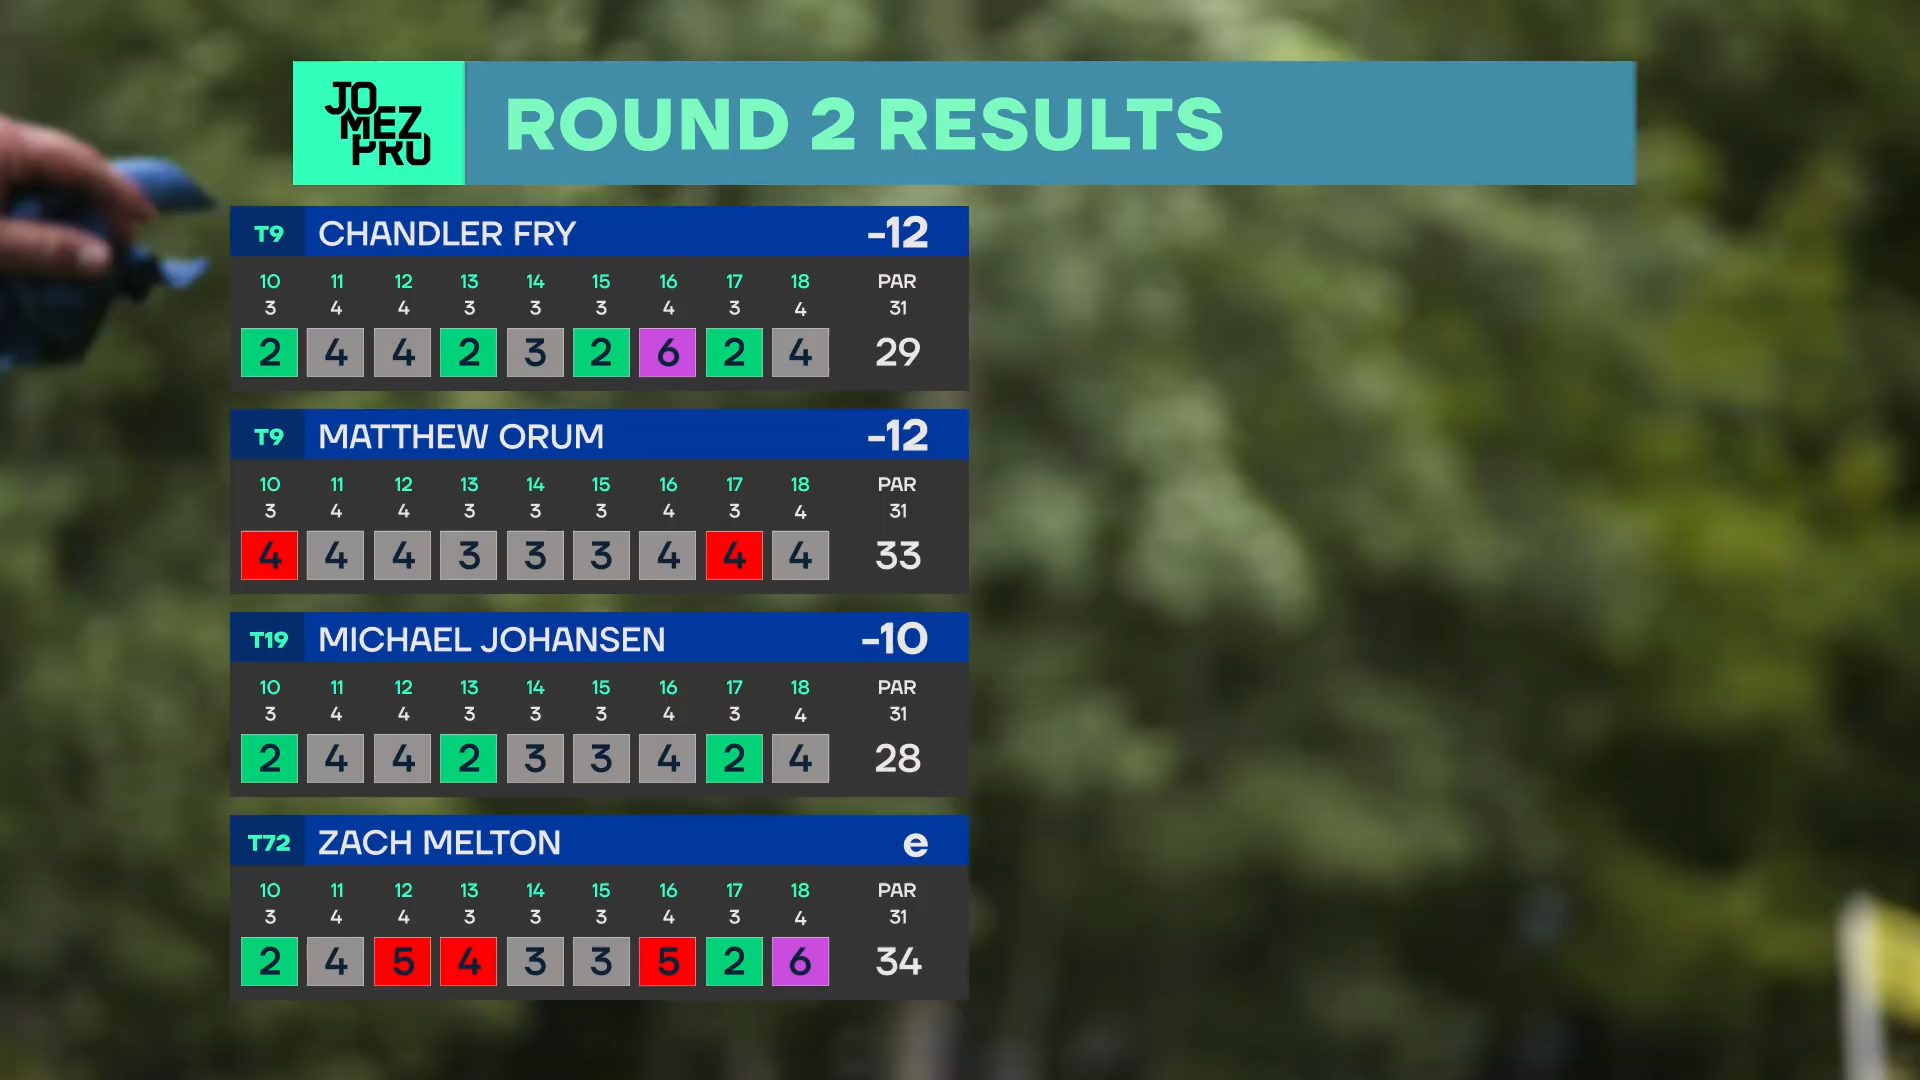 JO
MEZ
PRO
ROUND 2 RESULTS
T9 CHANDLER FRY -12
10 11 12 13 14 15 16 17 18 PAR
3 4 4 3 3 3 4 3 4 31
2 4 4 2 3 2 6 2 4 29
T9 MATTHEW ORUM -12
10 11 12 13 14 15 16 17 18 PAR
3 4 4 3 3 3 4 3 4 31
4 4 4 3 3 3 4 4 4 33
T19 MICHAEL JOHANSEN -10
10 11 12 13 14 15 16 17 18 PAR
3 4 4 3 3 3 4 3 4 31
2 4 4 2 3 3 4 2 4 28
T72 ZACH MELTON e
10 11 12 13 14 15 16 17 18 PAR
3 4 4 3 3 3 4 3 4 31
2 4 5 4 3 3 5 2 6 34